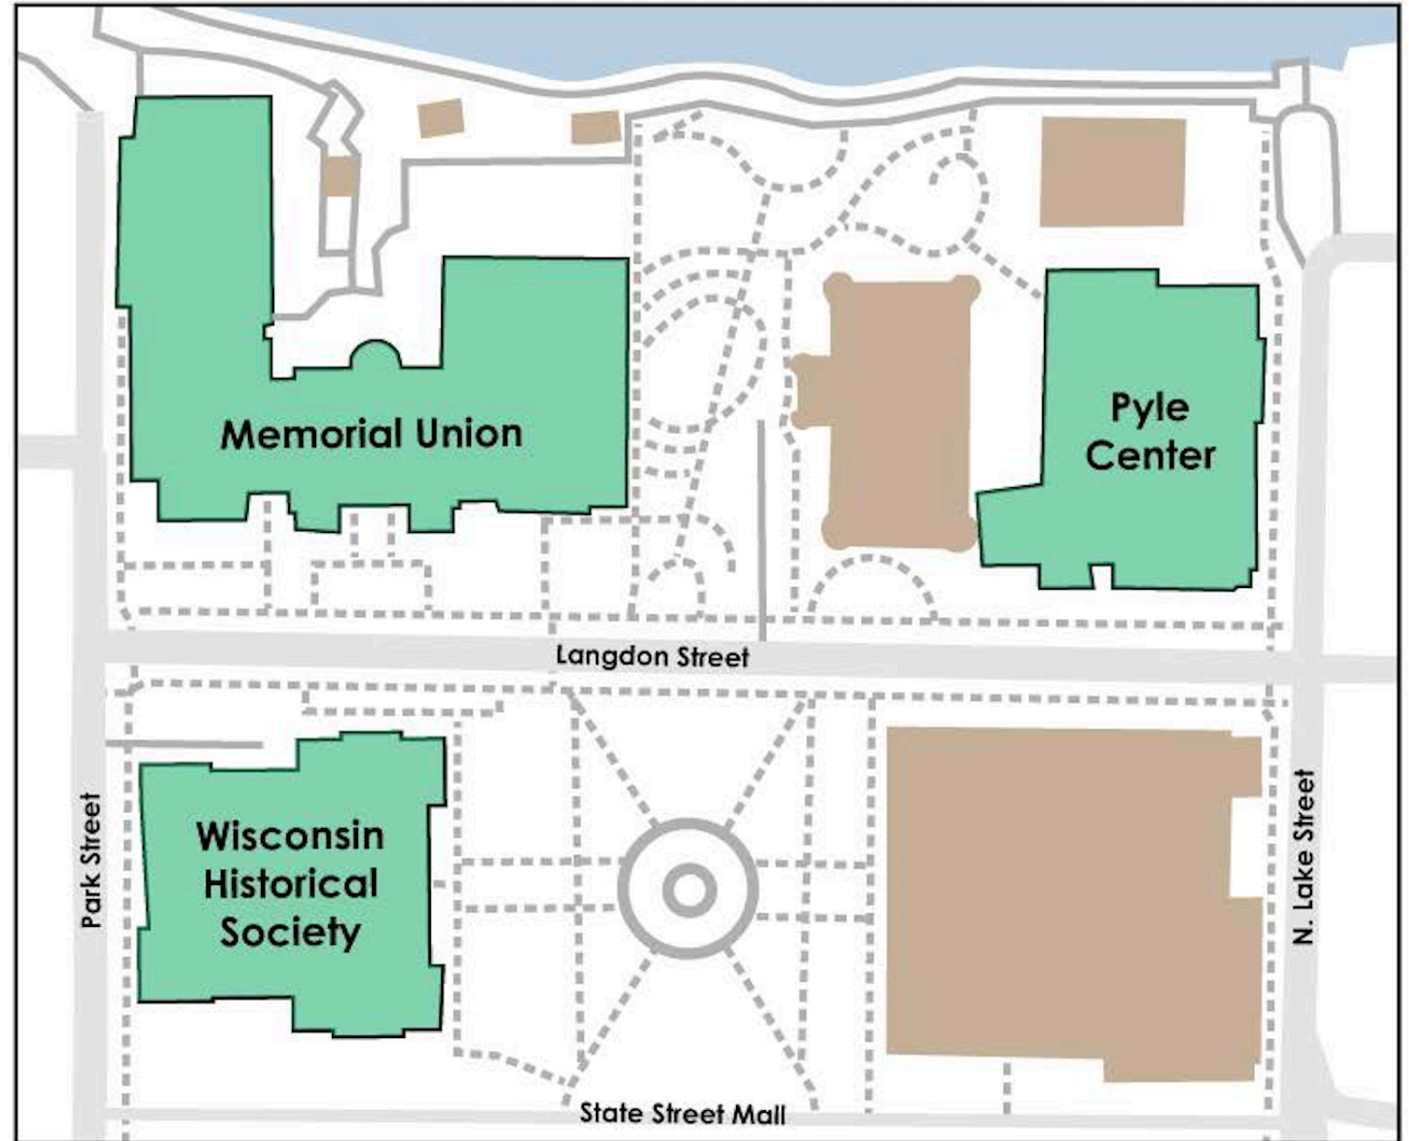 Memorial Union
Pyle
Center
Langdon Street
Park Street
Wisconsin
Historical
Society
N. Lake Street
State Street Mall